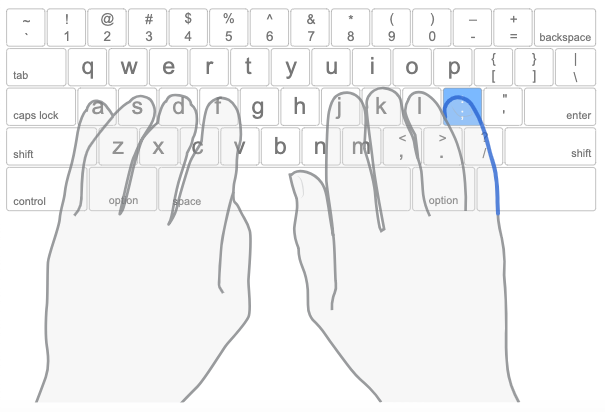 ~ ! @ # $ % ^ & * ( ) – +
` 1 2 3 4 5 6 7 8 9 0 - = backspace
tab q w e r t y u i o p { [ } ] | \
caps lock a s d f g h j k l : ; " ' enter
shift z x c v b n m < , > . ? / shift
control option space option